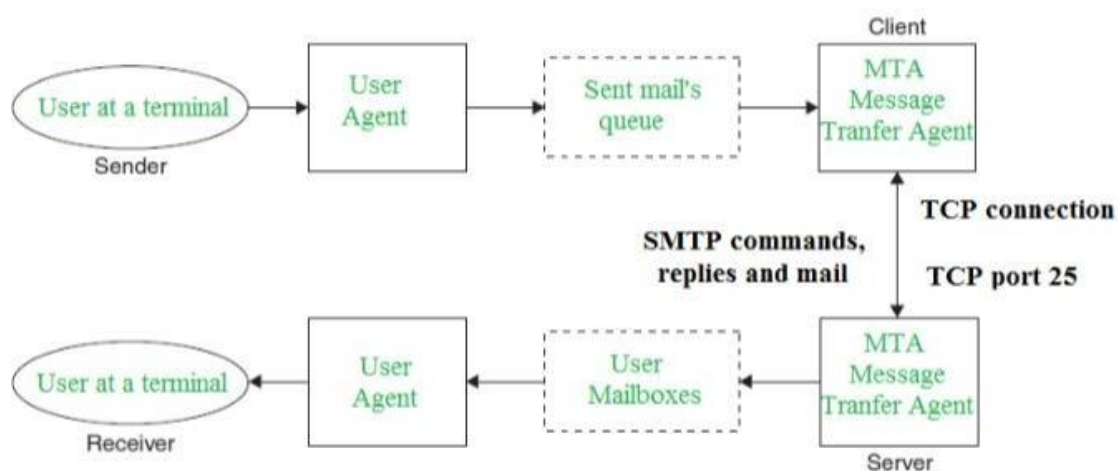 Client
User at a terminal
User
Agent
Sent mail's
queue
MTA
Message
Tranfer Agent
Sender
TCP connection
SMTP commands,
replies and mail
TCP port 25
User at a terminal
User
Agent
User
Mailboxes
MTA
Message
Tranfer Agent
Receiver
Server